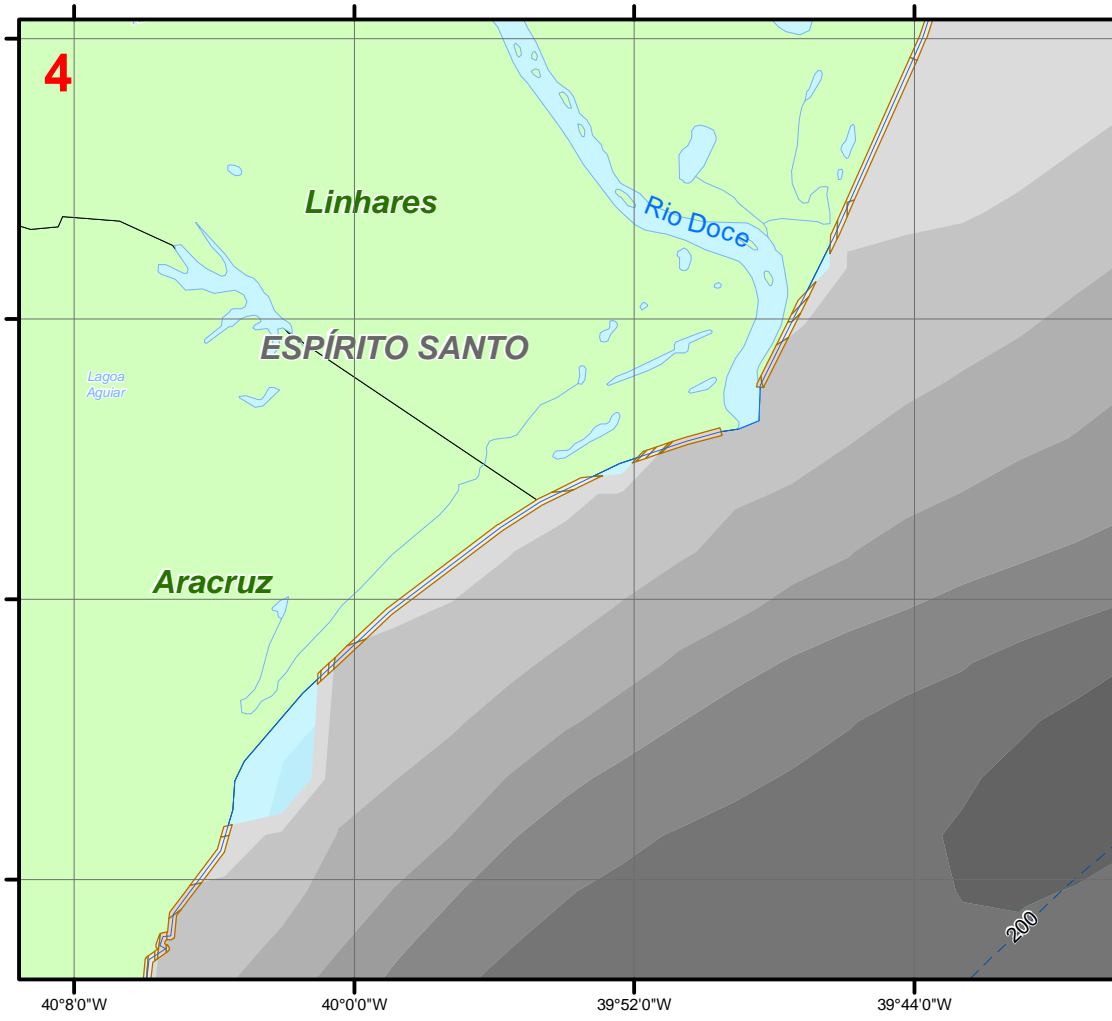 4
Linhares
Rio Doce
ESPÍRITO SANTO
Lagoa
Aguiar
Aracruz
200
40°8'0"W
40°0'0"W
39°52'0"W
39°44'0"W